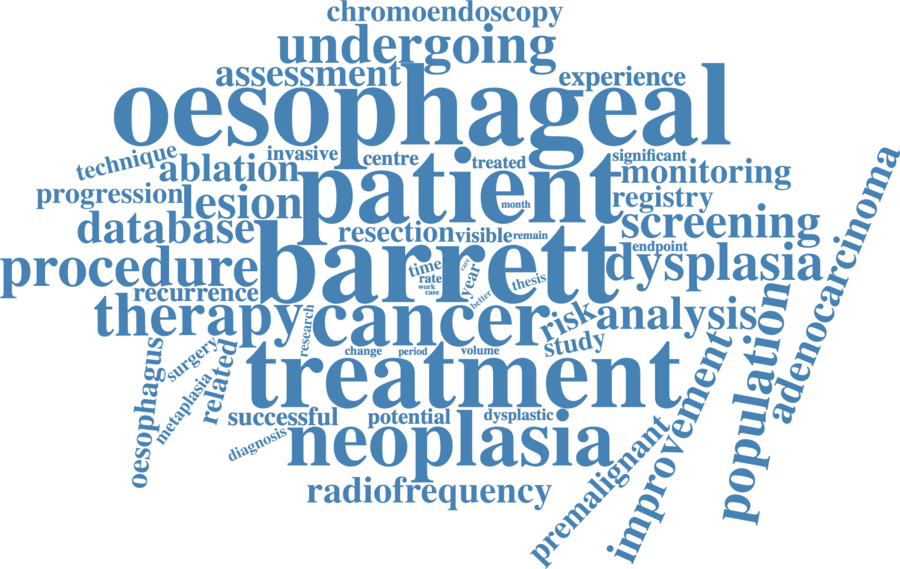 chromoendoscopy
undergoing
assessment
experience
oesophageal
technique
invasive
centre
treated
significant
ablation
patient
monitoring
progression
lesion
month
registry
database
resection
visible
remain
screening
endpoint
procedure
barrett
dysplasia
time
rate
work
case
care
year
better
thesis
recurrence
therapy
research
cancer
risk
analysis
study
change
period
volume
treatment
oesophagus
surgery
metaplasia
related
successful
potential
dysplastic
diagnosis
neoplasia
radiofrequency
premalignant
improvement
population
adenocarcinoma